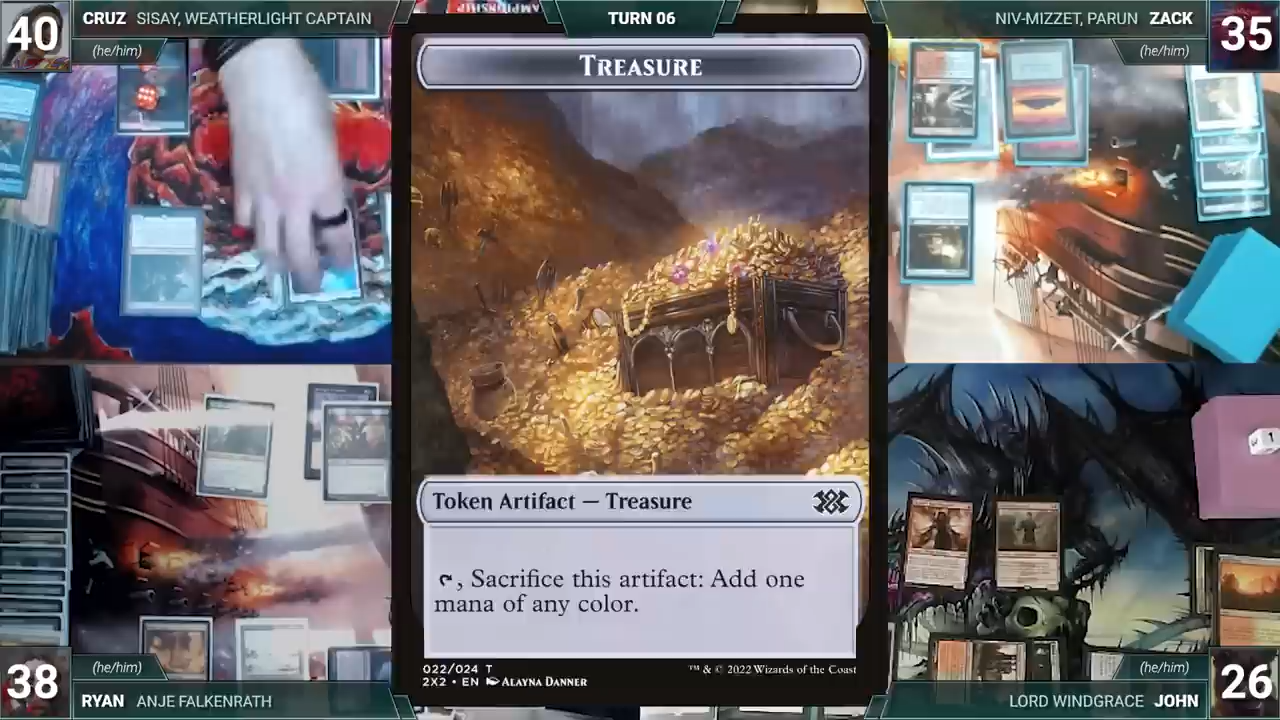 40
CRUZ SISAY, WEATHERLIGHT CAPTAIN
(he/him)
TURN 06
NIV-MIZZET, PARUN ZACK
(he/him)
35
TREASURE
Token Artifact — Treasure
, Sacrifice this artifact: Add one
mana of any color.
022/024 T
2X2 • EN ALAYNA DANNER
™ & © 2022 Wizards of the Coast
38
(he/him)
RYAN ANJE FALKENRATH
(he/him)
LORD WINDGRACE JOHN
26
1